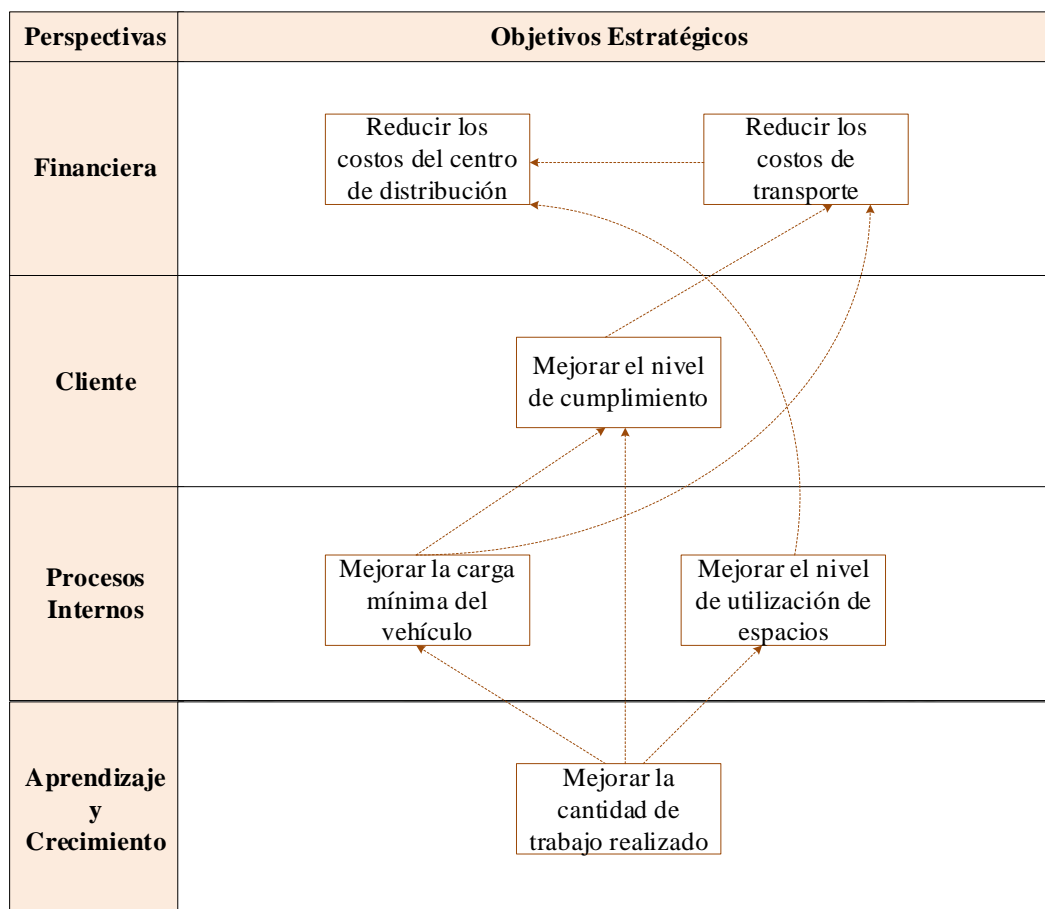 Perspectivas
Objetivos Estratégicos
Financiera
Reducir los
costos del centro
de distribución
Reducir los
costos de
transporte
Cliente
Mejorar el nivel
de cumplimiento
Procesos
Internos
Mejorar la carga
mínima del
vehículo
Mejorar el nivel
de utilización de
espacios
Aprendizaje
y
Crecimiento
Mejorar la
cantidad de
trabajo realizado